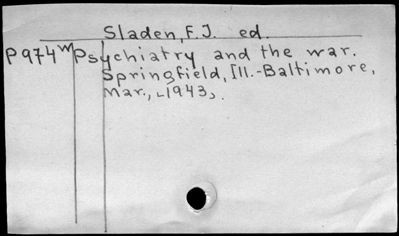 Sladen, F.J. ed.
P974w Psychiatry and the war.
Springfield, Ill.-Baltimore,
Mar., [1943].